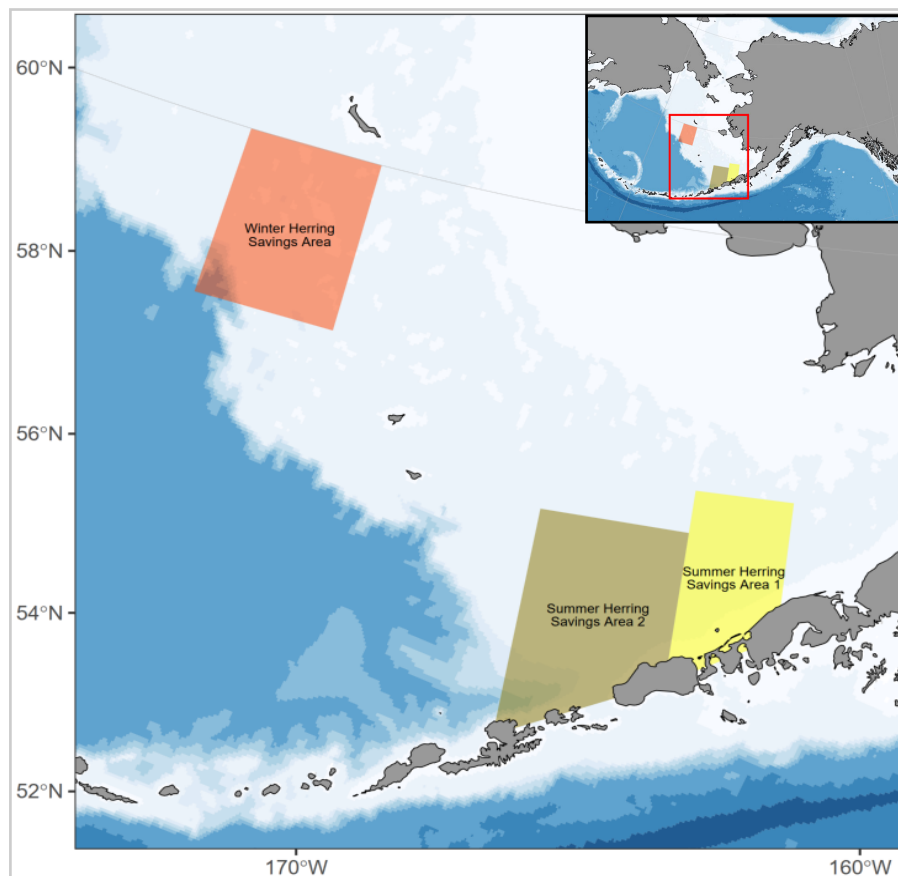 60°N
58°N
56°N
54°N
52°N
170°W
160°W
Winter Herring
Savings Area
Summer Herring
Savings Area 1
Summer Herring
Savings Area 2